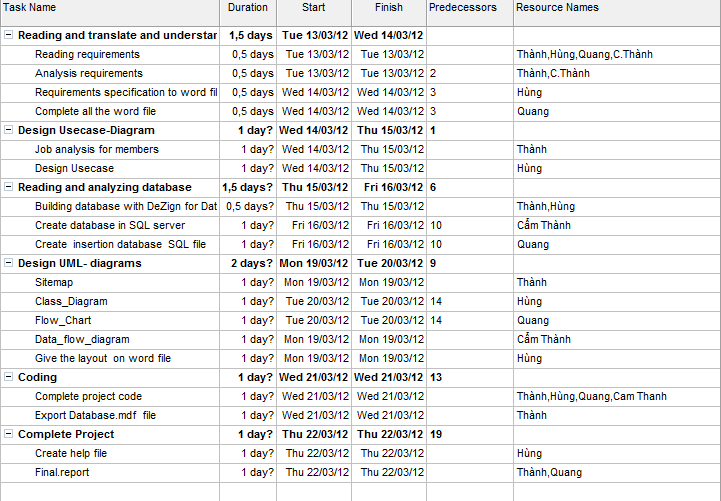 Task Name Duration Start Finish Predecessors Resource Names
Reading and translate and understan 1,5 days Tue 13/03/12 Wed 14/03/12
Reading requirements 0,5 days Tue 13/03/12 Tue 13/03/12 Thành,Hùng,Quang,C.Thành
Analysis requirements 0,5 days Tue 13/03/12 Tue 13/03/12 2 Thành,C.Thành
Requirements specification to word fil 0,5 days Wed 14/03/12 Wed 14/03/12 3 Hùng
Complete all the word file 0,5 days Wed 14/03/12 Wed 14/03/12 3 Quang
Design Usecase-Diagram 1 day? Wed 14/03/12 Thu 15/03/12 1
Job analysis for members 1 day? Wed 14/03/12 Thu 15/03/12 Thành
Design Usecase 1 day? Wed 14/03/12 Thu 15/03/12 Hùng
Reading and analyzing database 1,5 days? Thu 15/03/12 Fri 16/03/12 6
Building database with DeZign for Dat 0,5 days? Thu 15/03/12 Thu 15/03/12 Thành,Hùng
Create database in SQL server 1 day? Fri 16/03/12 Fri 16/03/12 10 Cẩm Thành
Create insertion database SQL file 1 day? Fri 16/03/12 Fri 16/03/12 10 Quang
Design UML- diagrams 2 days? Mon 19/03/12 Tue 20/03/12 9
Sitemap 1 day? Mon 19/03/12 Mon 19/03/12 Thành
Class_Diagram 1 day? Tue 20/03/12 Tue 20/03/12 14 Hùng
Flow_Chart 1 day? Tue 20/03/12 Tue 20/03/12 14 Quang
Data_flow_diagram 1 day? Mon 19/03/12 Mon 19/03/12 Cẩm Thành
Give the layout on word file 1 day? Mon 19/03/12 Mon 19/03/12 Hùng
Coding 1 day? Wed 21/03/12 Wed 21/03/12 13
Complete project code 1 day? Wed 21/03/12 Wed 21/03/12 Thành,Hùng,Quang,Cam Thanh
Export Database.mdf file 1 day? Wed 21/03/12 Wed 21/03/12 Thành
Complete Project 1 day? Thu 22/03/12 Thu 22/03/12 19
Create help file 1 day? Thu 22/03/12 Thu 22/03/12 Hùng
Final.report 1 day? Thu 22/03/12 Thu 22/03/12 Thành,Quang